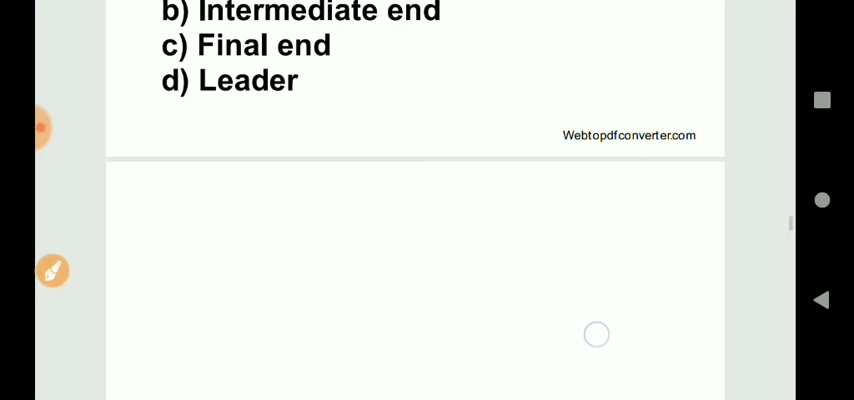 b) Intermediate end
c) Final end
d) Leader
Webtopdfconverter.com